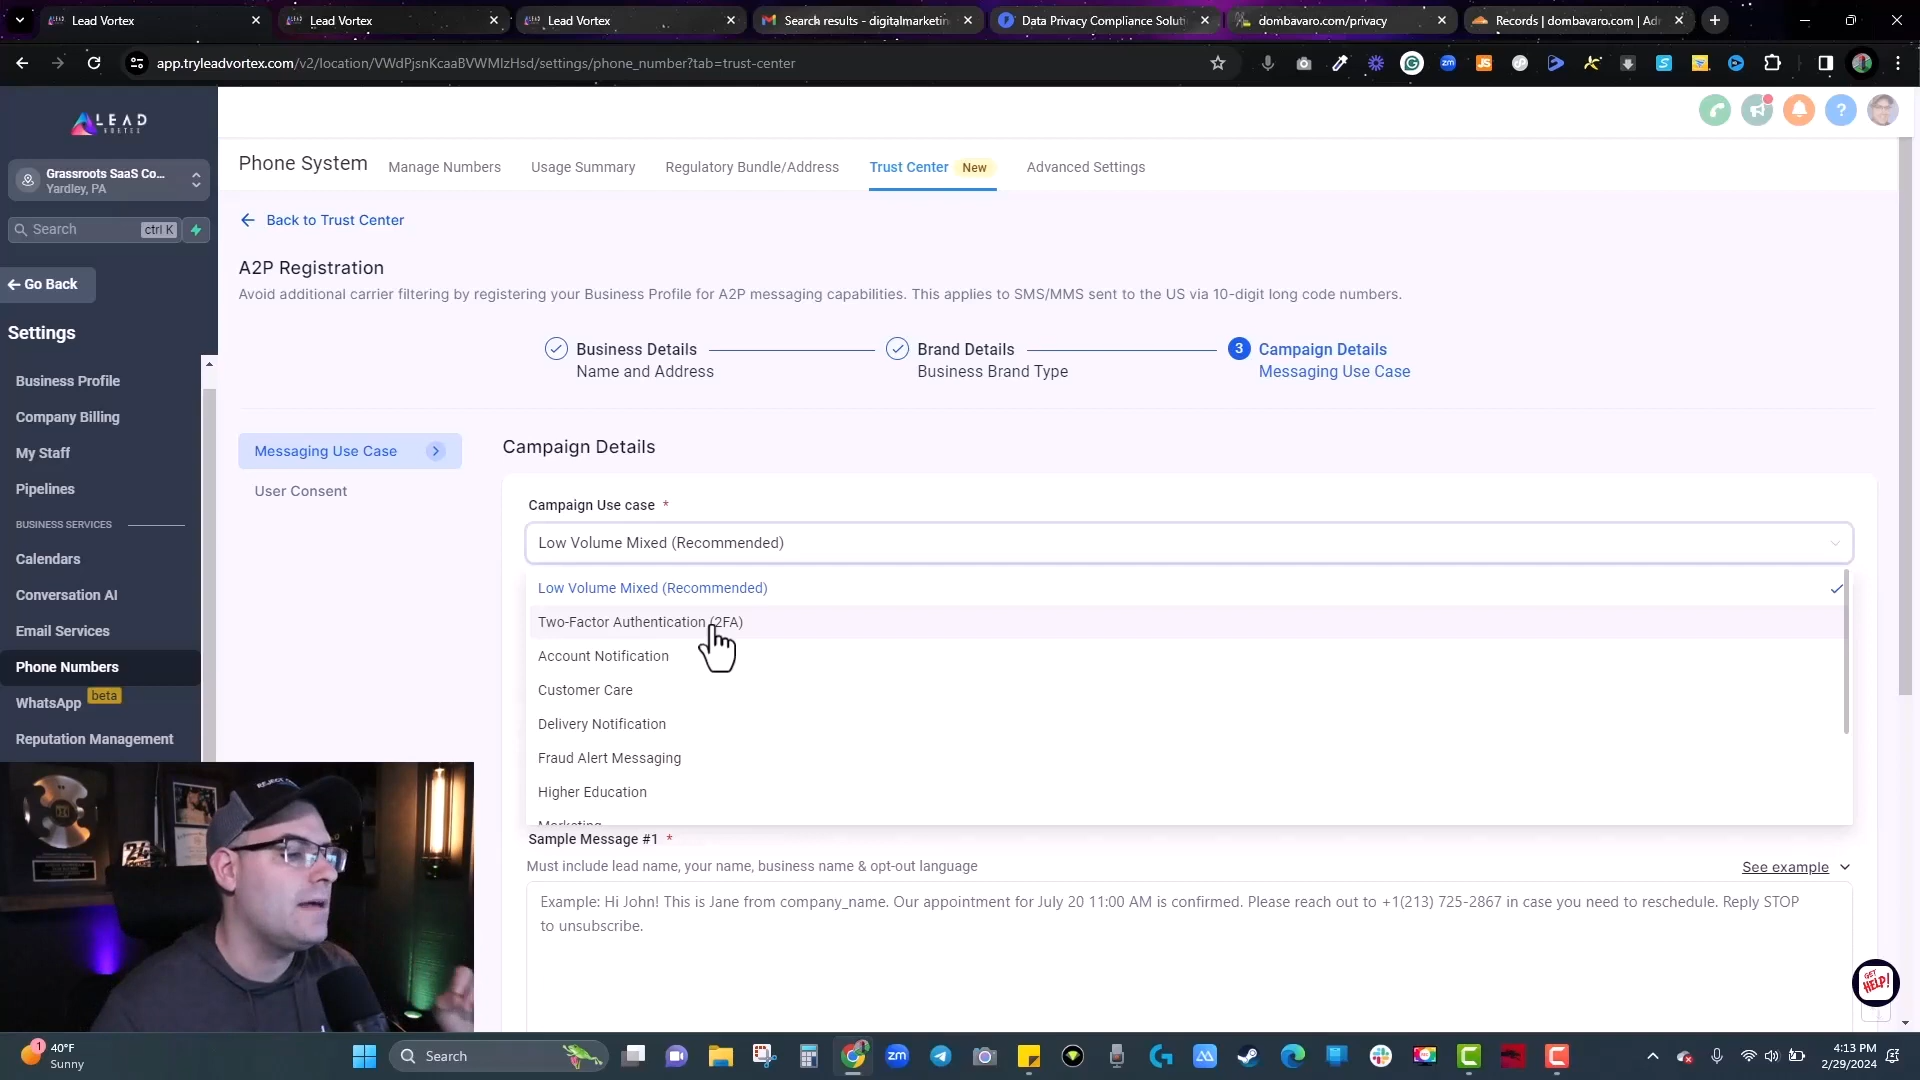 Lead Vortex
Lead Vortex
Lead Vortex
Search results - digitalmarketin
Data Privacy Compliance Soluti
dombavaro.com/privacy
Records | dombavaro.com | Ad
app.tryleadvortex.com/v2/location/VWdPjsnKcaaBVWMIzHsd/settings/phone_number?tab=trust-center
LEAD
VORTEX
Grassroots SaaS Co...
Yardley, PA
Search
ctrl K
Go Back
Settings
Business Profile
Company Billing
My Staff
Pipelines
BUSINESS SERVICES
Calendars
Conversation AI
Email Services
Phone Numbers
WhatsApp beta
Reputation Management
Phone System
Manage Numbers
Usage Summary
Regulatory Bundle/Address
Trust Center New
Advanced Settings
Back to Trust Center
A2P Registration
Avoid additional carrier filtering by registering your Business Profile for A2P messaging capabilities. This applies to SMS/MMS sent to the US via 10-digit long code numbers.
Business Details
Name and Address
Brand Details
Business Brand Type
3 Campaign Details
Messaging Use Case
Messaging Use Case
User Consent
Campaign Details
Campaign Use case *
Low Volume Mixed (Recommended)
Low Volume Mixed (Recommended)
Two-Factor Authentication (2FA)
Account Notification
Customer Care
Delivery Notification
Fraud Alert Messaging
Higher Education
Marketing
Sample Message #1 *
Must include lead name, your name, business name & opt-out language
See example
Example: Hi John! This is Jane from company_name. Our appointment for July 20 11:00 AM is confirmed. Please reach out to +1(213) 725-2867 in case you need to reschedule. Reply STOP
to unsubscribe.
GET
HELP!
1
40°F
Sunny
Search
4:13 PM
2/29/2024